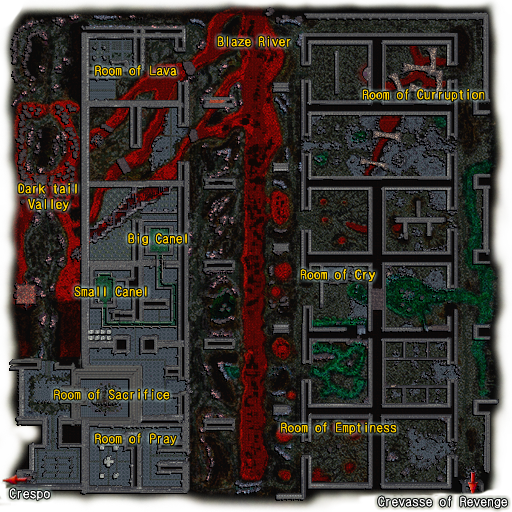 Blaze River
Room of Lava
Room of Curruption
Dark tail
Valley
Big Canel
Room of Cry
Small Canel
Room of Sacrifice
Room of Emptiness
Room of Pray
Crespo
Crevasse of Revenge